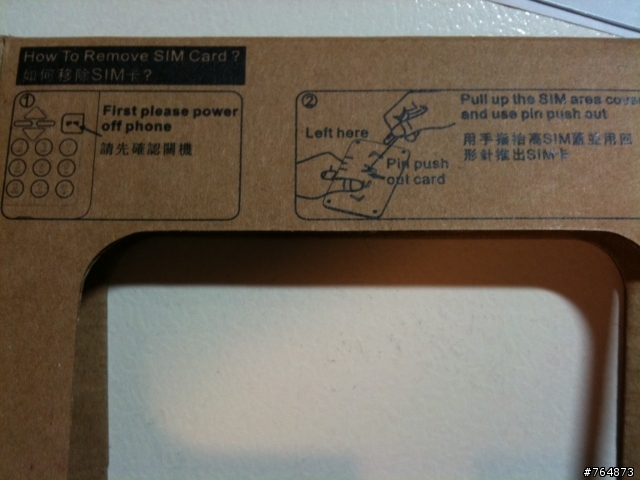 How To Remove SIM Card ?
如何移除SIM卡 ?
①
First please power
off phone
請先確認關機
②
Left here
Pin push
out card
Pull up the SIM area cover
and use pin push out
用手指抬高SIM蓋並用回
形針推出SIM卡
#764873